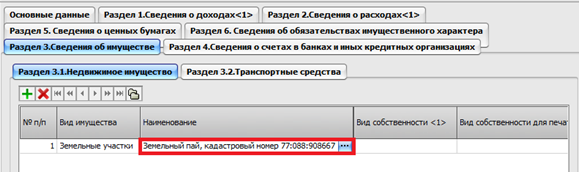 Основные данные Раздел 1.Сведения о доходах<1> Раздел 2.Сведения о расходах<1>
Раздел 5. Сведения о ценных бумагах Раздел 6. Сведения об обязательствах имущественного характера
Раздел 3.Сведения об имуществе Раздел 4.Сведения о счетах в банках и иных кредитных организациях
Раздел 3.1.Недвижимое имущество Раздел 3.2.Транспортные средства
№ п/п Вид имущества Наименование Вид собственности <1> Вид собственности для печат
1 Земельные участки Земельный пай, кадастровый номер 77:088:908667 ...